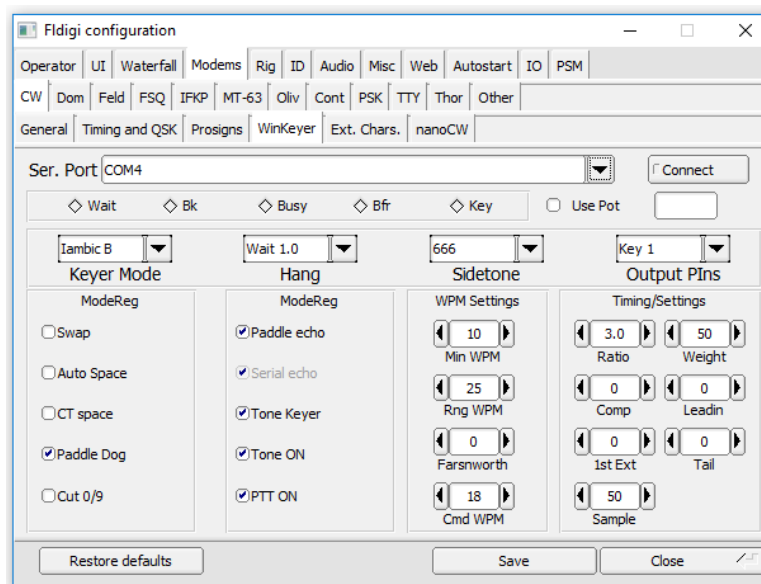 Fldigi configuration
Operator UI Waterfall Modems Rig ID Audio Misc Web Autostart IO PSM
CW Dom Feld FSQ IFKP MT-63 Oliv Cont PSK TTY Thor Other
General Timing and QSK Prosigns WinKeyer Ext. Chars. nanoCW
Ser. Port COM4 Connect
Wait Bk Busy Bfr Key Use Pot
Iambic B Wait 1.0 666 Key 1
Keyer Mode Hang Sidetone Output PIns
ModeReg ModeReg WPM Settings Timing/Settings
Swap Paddle echo 10 3.0 50
Min WPM Ratio Weight
Auto Space Serial echo 25 0 0
Rng WPM Comp Leadin
CT space Tone Keyer 0 0 0
Farsnworth 1st Ext Tail
Paddle Dog Tone ON
Cut 0/9 PTT ON 18 50
Cmd WPM Sample
Restore defaults Save Close